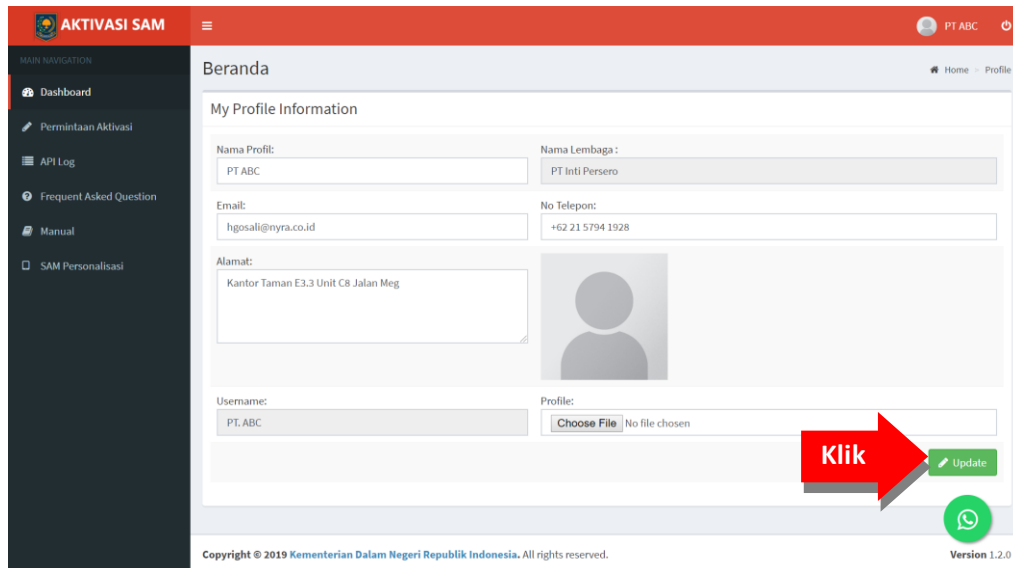 AKTIVASI SAM
PT ABC
MAIN NAVIGATION
Dashboard
Permintaan Aktivasi
API Log
Frequent Asked Question
Manual
SAM Personalisasi
Beranda
Home > Profile
My Profile Information
Nama Profil:
PT ABC
Nama Lembaga :
PT Inti Persero
Email:
hgosali@nyra.co.id
No Telepon:
+62 21 5794 1928
Alamat:
Kantor Taman E3.3 Unit C8 Jalan Meg
Username:
PT. ABC
Profile:
Choose File No file chosen
Klik
Update
Copyright © 2019 Kementerian Dalam Negeri Republik Indonesia. All rights reserved.
Version 1.2.0